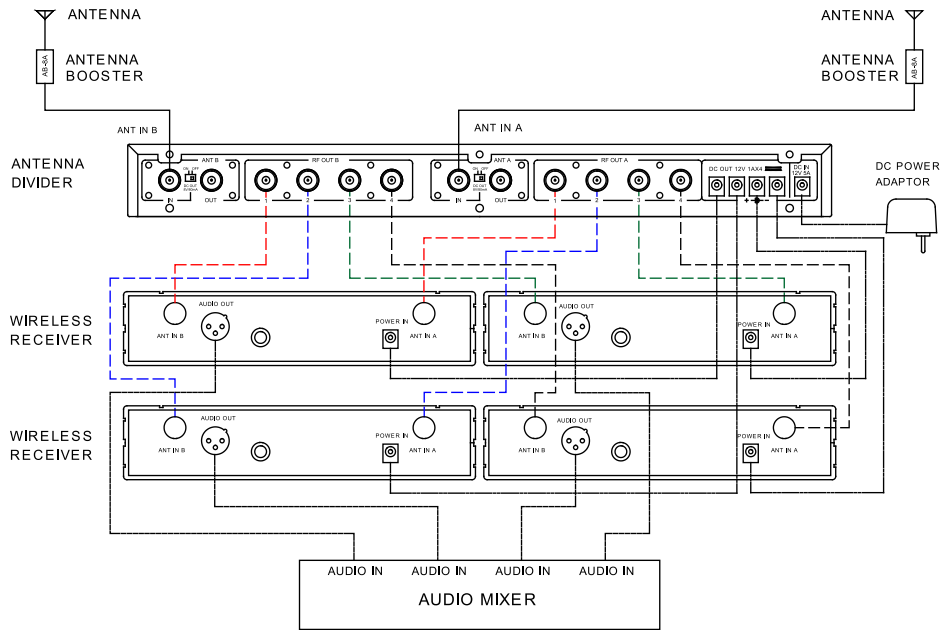 ANTENNA
ANTENNA
AB-8A
ANTENNA
BOOSTER
ANTENNA
BOOSTER
AB-8A
ANT IN B
ANT IN A
ANTENNA
DIVIDER
ANT B
ON OFF
IN
OUT
RF OUT B
1 2 3 4
ANT A
ON OFF
IN
OUT
RF OUT A
1 2 3 4
DC OUT 12V 1AX4
DC IN
12V 5A
DC POWER
ADAPTOR
WIRELESS
RECEIVER
ANT IN B
AUDIO OUT
POWER IN
ANT IN A
ANT IN B
AUDIO OUT
POWER IN
ANT IN A
WIRELESS
RECEIVER
ANT IN B
AUDIO OUT
POWER IN
ANT IN A
ANT IN B
AUDIO OUT
POWER IN
ANT IN A
AUDIO IN AUDIO IN AUDIO IN AUDIO IN
AUDIO MIXER